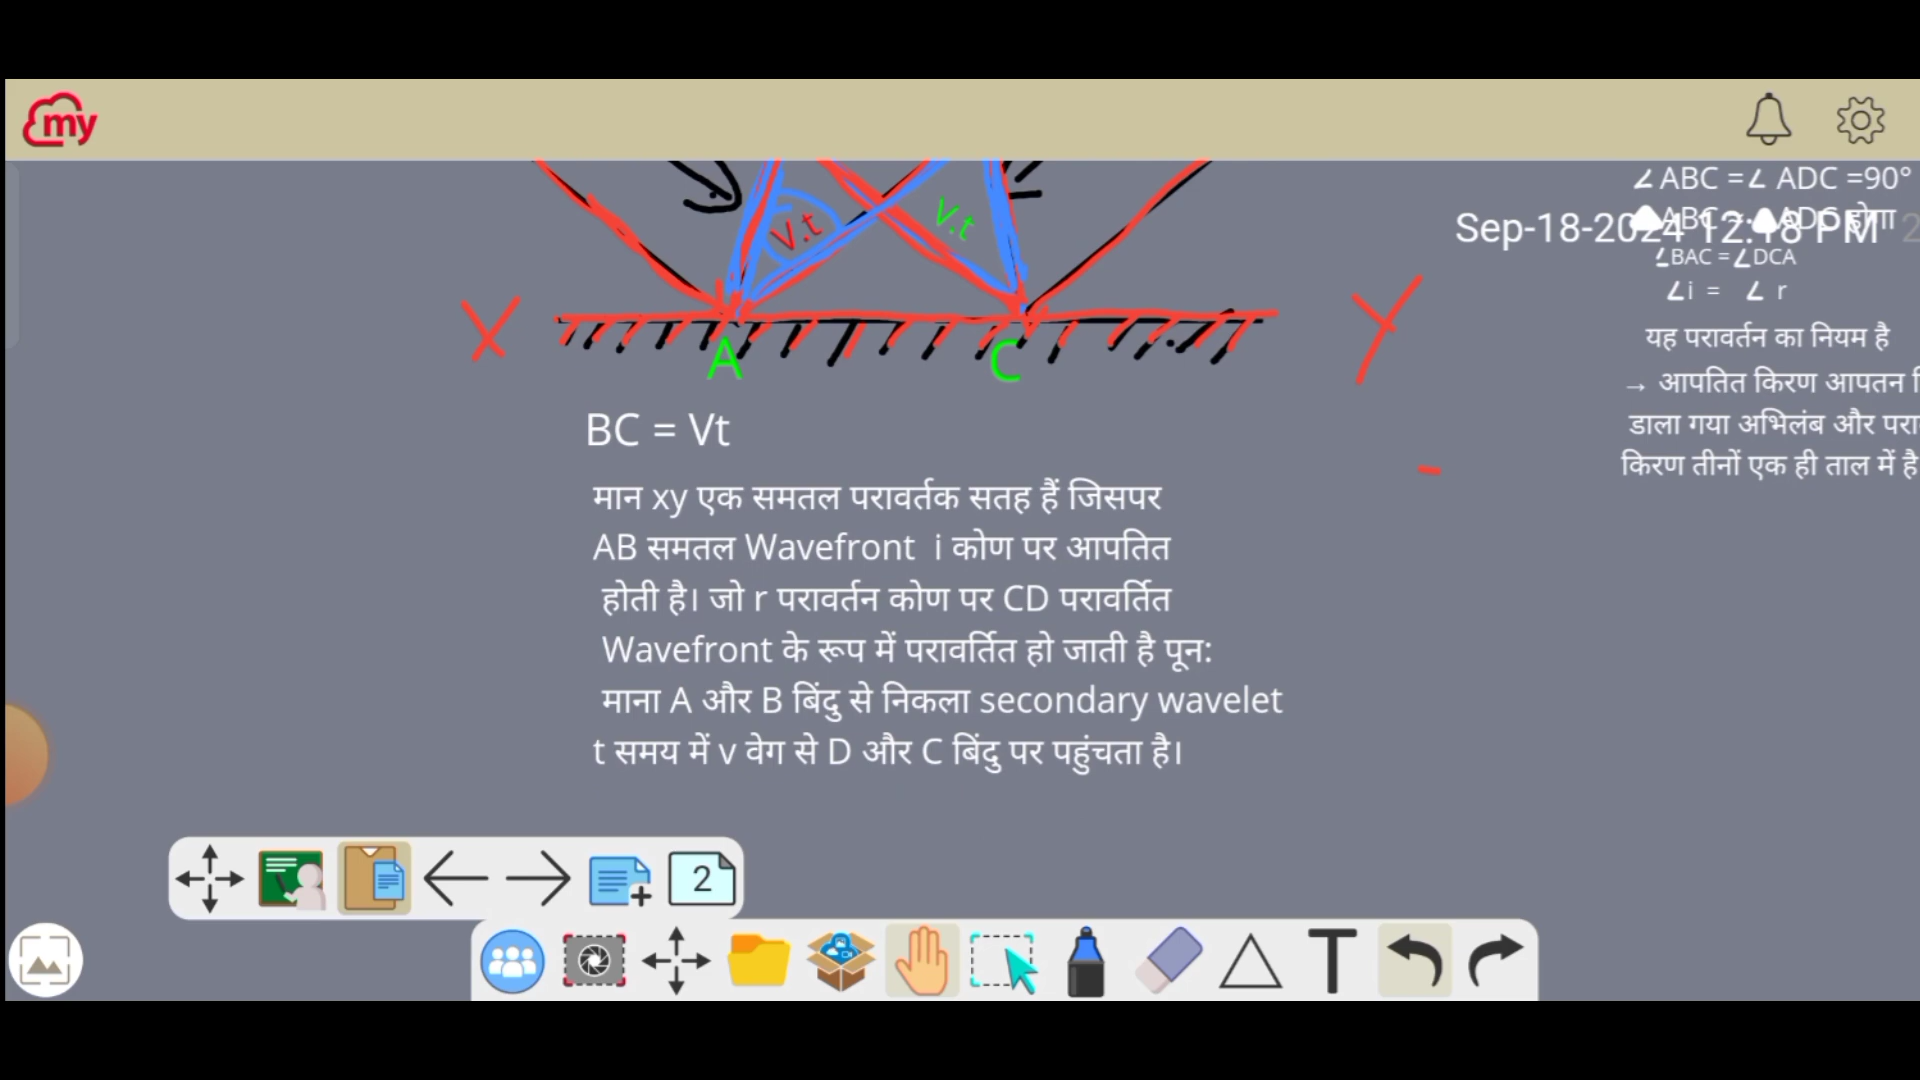 my
V.t
V.t
X
Y
A
C
BC = Vt
मान xy एक समतल परावर्तक सतह हैं जिसपर
AB समतल Wavefront i कोण पर आपतित
होती है। जो r परावर्तन कोण पर CD परावर्तित
Wavefront के रूप में परावर्तित हो जाती है पून:
माना A और B बिंदु से निकला secondary wavelet
t समय में v वेग से D और C बिंदु पर पहुंचता है।
∠ABC =∠ ADC =90°
ABC = ADC होगा
Sep-18-2024 12:18 PM
∠BAC =∠DCA
∠i = ∠ r
यह परावर्तन का नियम है
→ आपतित किरण आपतन
डाला गया अभिलंब और परा
किरण तीनों एक ही ताल में है
2
T